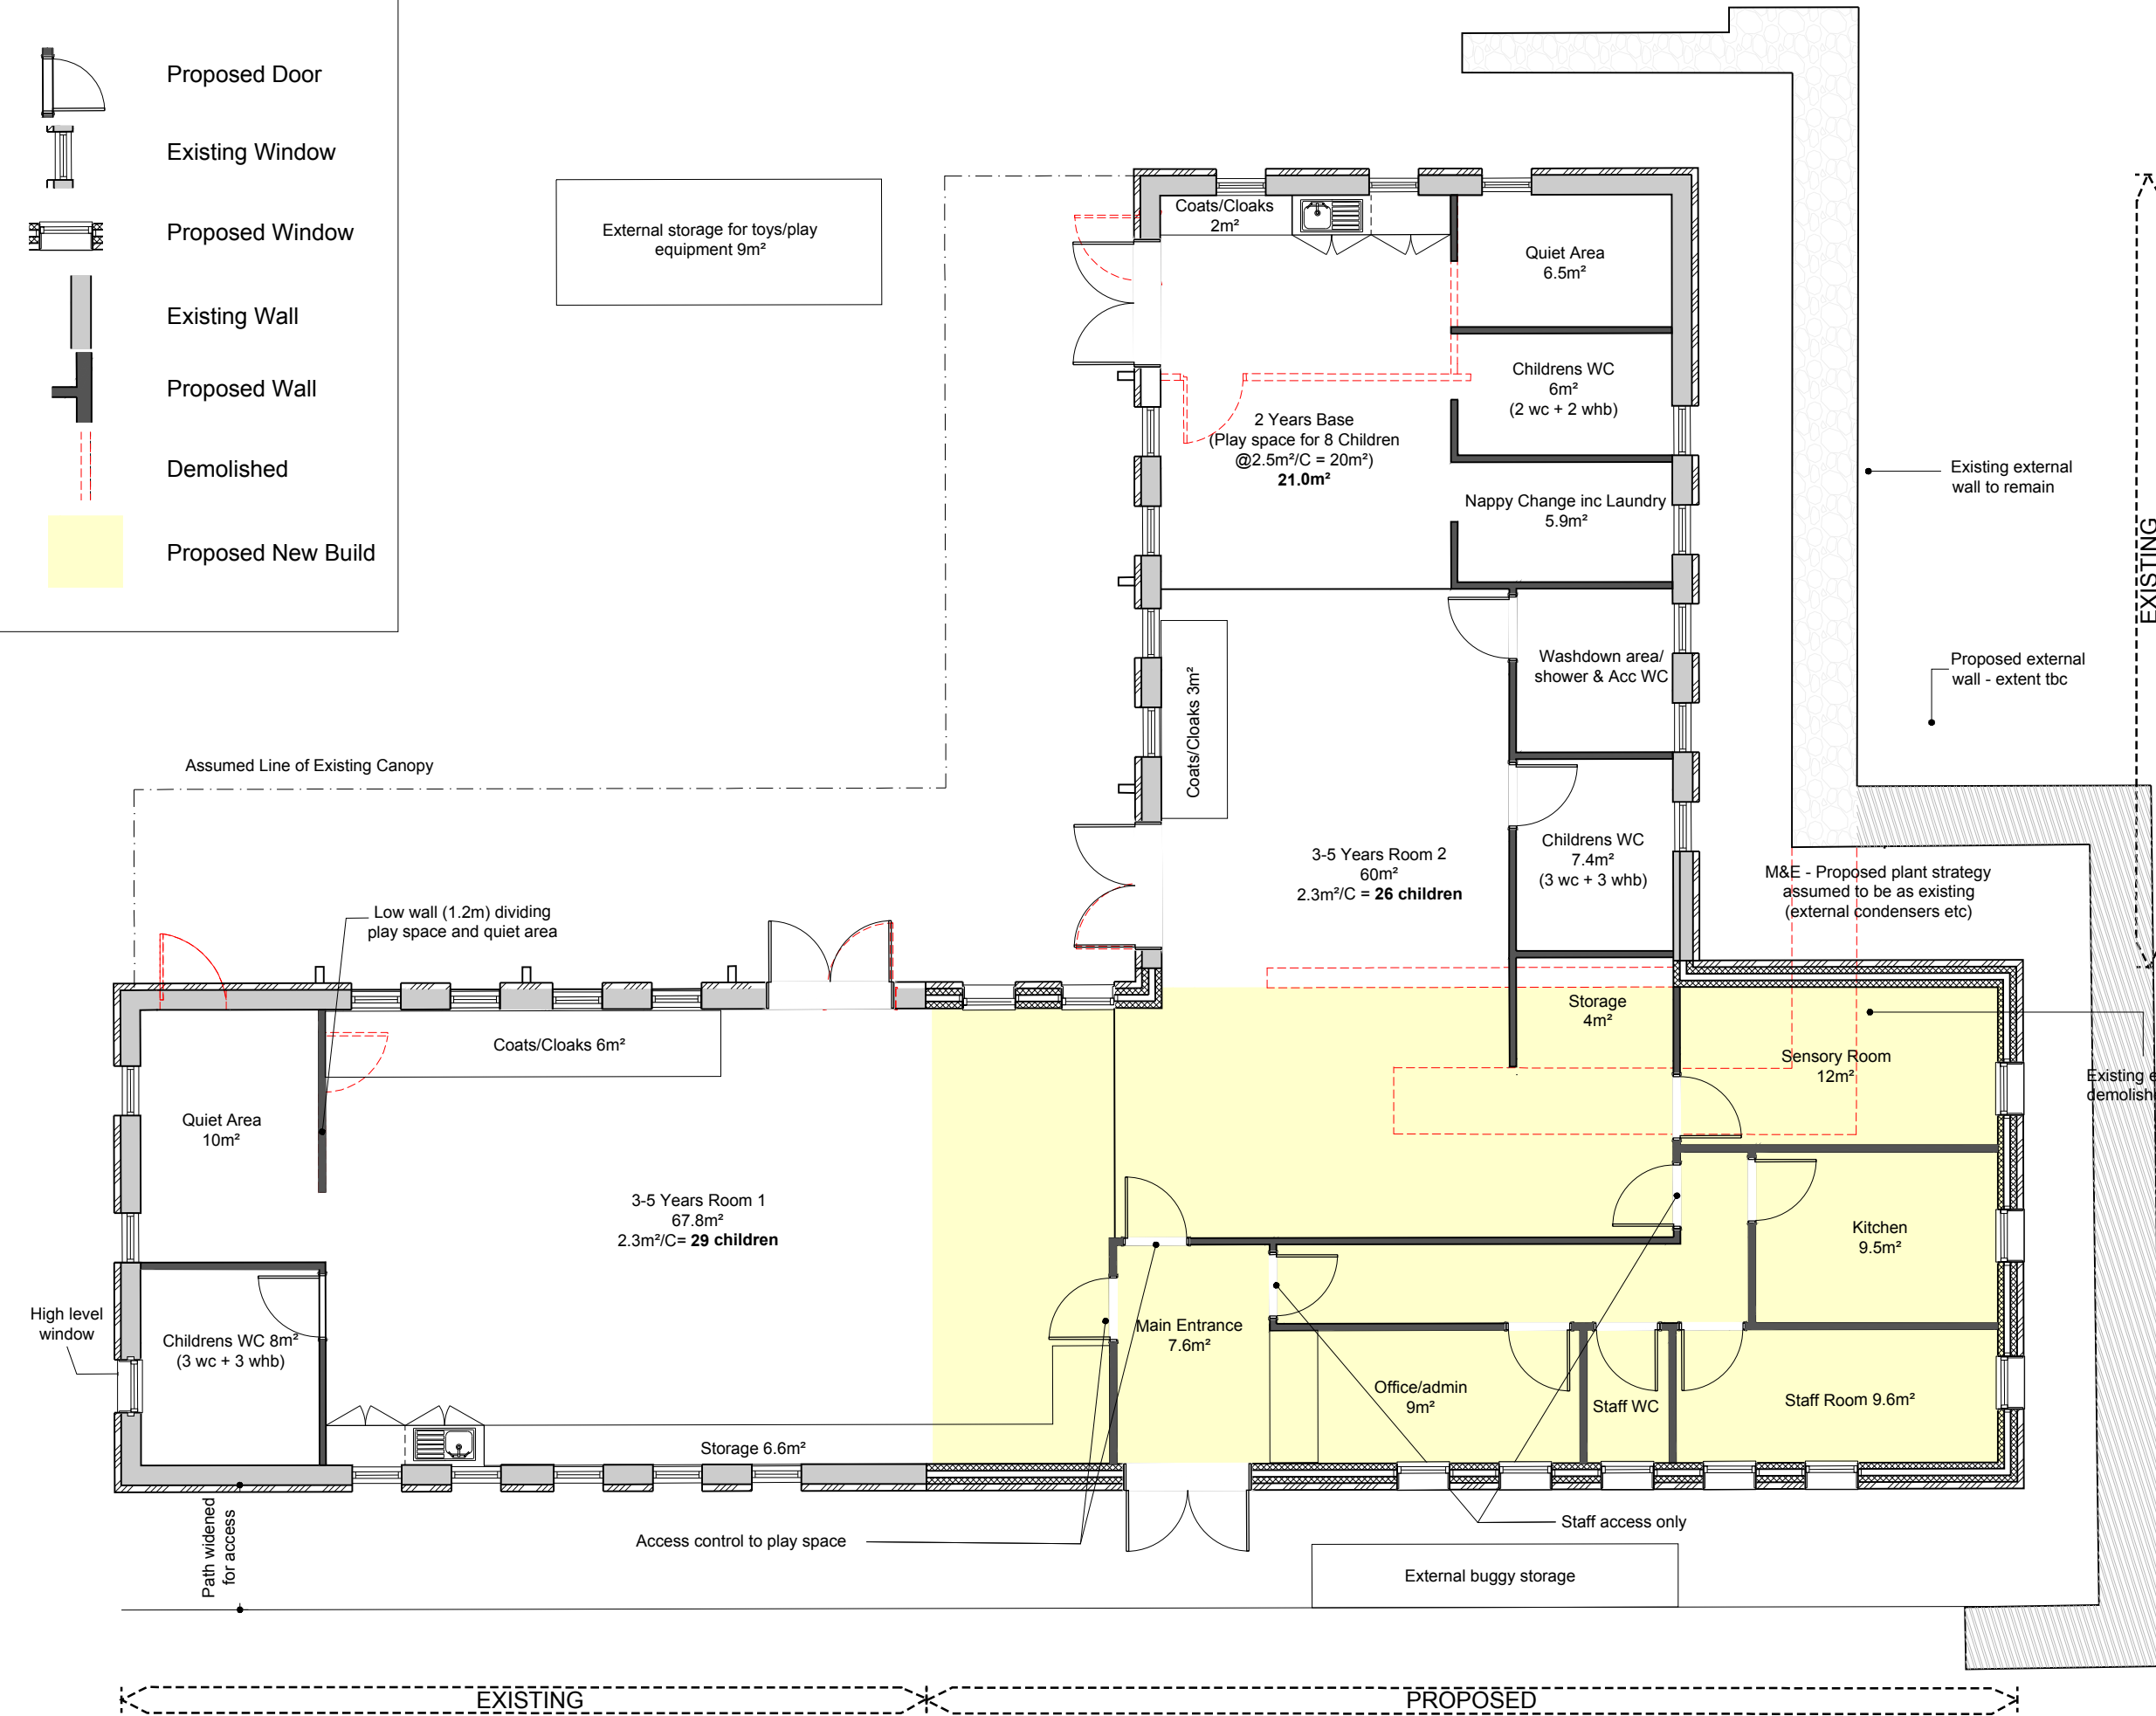 Proposed Door
Existing Window
Proposed Window
Existing Wall
Proposed Wall
Demolished
Proposed New Build
External storage for toys/play
equipment 9m²
Coats/Cloaks
2m²
Quiet Area
6.5m²
Childrens WC
6m²
(2 wc + 2 whb)
2 Years Base
(Play space for 8 Children
@2.5m²/C = 20m²)
21.0m²
Nappy Change inc Laundry
5.9m²
Existing external
wall to remain
EXISTING
Washdown area/
shower & Acc WC
Proposed external
wall - extent tbc
Coats/Cloaks 3m²
Assumed Line of Existing Canopy
3-5 Years Room 2
60m²
2.3m²/C = 26 children
Childrens WC
7.4m²
(3 wc + 3 whb)
M&E - Proposed plant strategy
assumed to be as existing
(external condensers etc)
Low wall (1.2m) dividing
play space and quiet area
Storage
4m²
Coats/Cloaks 6m²
Sensory Room
12m²
Existing e
demolish
Quiet Area
10m²
3-5 Years Room 1
67.8m²
2.3m²/C= 29 children
Kitchen
9.5m²
High level
window
Childrens WC 8m²
(3 wc + 3 whb)
Main Entrance
7.6m²
Office/admin
9m²
Staff WC
Staff Room 9.6m²
Storage 6.6m²
Path widened
for access
Access control to play space
Staff access only
External buggy storage
EXISTING
PROPOSED